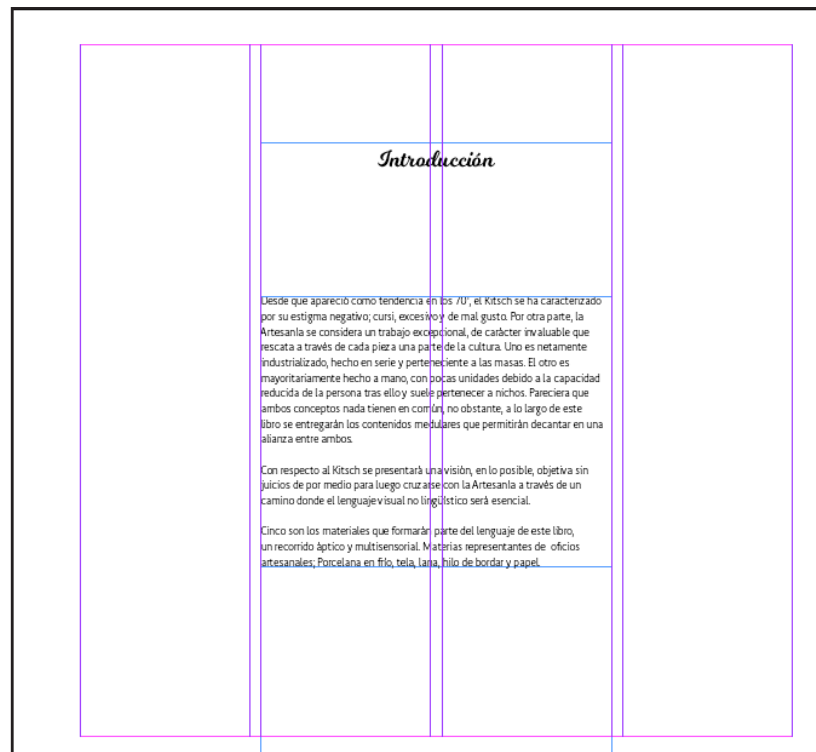 Introducción
Desde que apareció como tendencia en los 70', el Kitsch se ha caracterizado
por su estigma negativo; cursi, excesivo y de mal gusto. Por otra parte, la
Artesanía se considera un trabajo excepcional, de carácter invaluable que
rescata a través de cada pieza una parte de la cultura. Uno es netamente
industrializado, hecho en serie y perteneciente a las masas. El otro es
mayoritariamente hecho a mano, con pocas unidades debido a la capacidad
reducida de la persona tras ello y suele pertenecer a nichos. Pareciera que
ambos conceptos nada tienen en común, no obstante, a lo largo de este
libro se entregarán los contenidos medulares que permitirán decantar en una
alianza entre ambos.
Con respecto al Kitsch se presentará una visión, en lo posible, objetiva sin
juicios de por medio para luego cruzarse con la Artesanía a través de un
camino donde el lenguaje visual no lingüístico será esencial.
Cinco son los materiales que formarán parte del lenguaje de este libro,
un recorrido áptico y multisensorial. Materias representantes de oficios
artesanales; Porcelana en frío, tela, lana, hilo de bordar y papel.